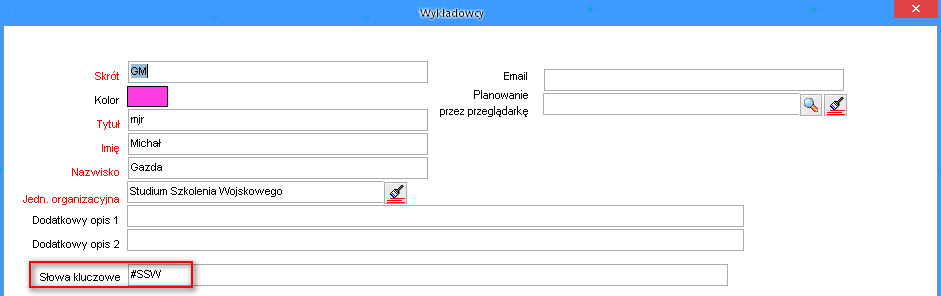 Wykładowcy
Skrót GM
Kolor
Tytuł mjr
Imię Michał
Nazwisko Gazda
Jedn. organizacyjna Studium Szkolenia Wojskowego
Dodatkowy opis 1
Dodatkowy opis 2
Słowa kluczowe #SSW
Email
Planowanie
przez przeglądarkę